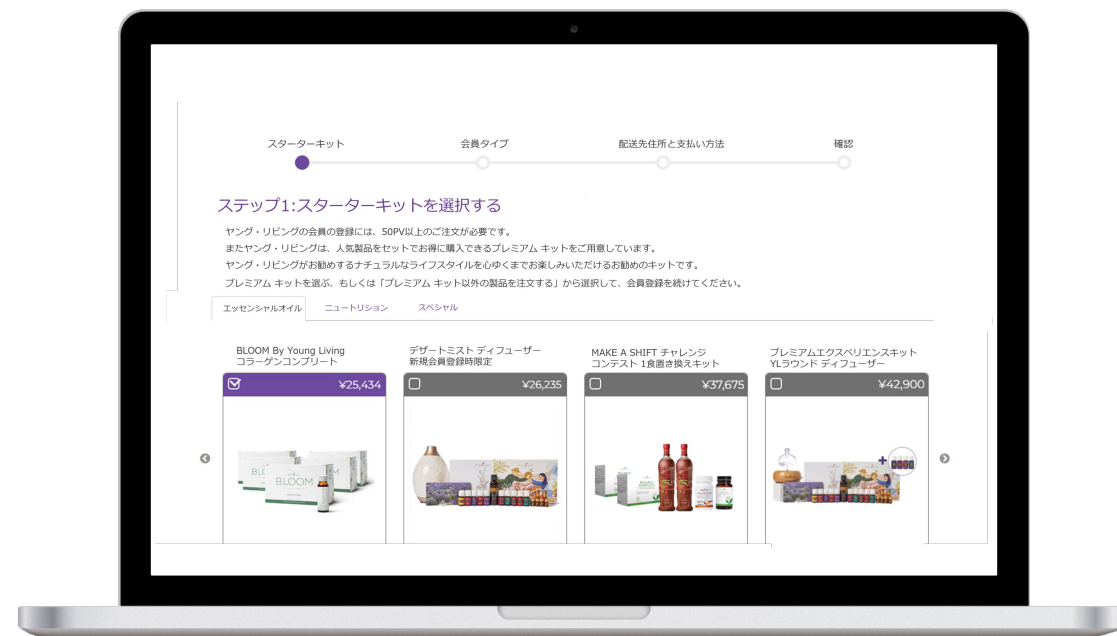 スターターキット
会員タイプ
配送先住所と支払い方法
確認
ステップ1:スターターキットを選択する
ヤング・リビングの会員の登録には、50PV以上のご注文が必要です。
またヤング・リビングは、人気製品をセットでお得に購入できるプレミアム キットをご用意しています。
ヤング・リビングがお勧めするナチュラルなライフスタイルを心ゆくまでお楽しみいただけるお勧めのキットです。
プレミアム キットを選ぶ、もしくは「プレミアム キット以外の製品を注文する」から選択して、会員登録を続けてください。
エッセンシャルオイル
ニュートリション
スペシャル
BLOOM By Young Living
コラーゲンコンプリート
¥25,434
BLOOM
デザートミスト ディフューザー
新規会員登録時限定
¥26,235
MAKE A SHIFT チャレンジ
コンテスト 1食置き換えキット
¥37,675
プレミアムエクスペリエンスキット
YLラウンド ディフューザー
¥42,900